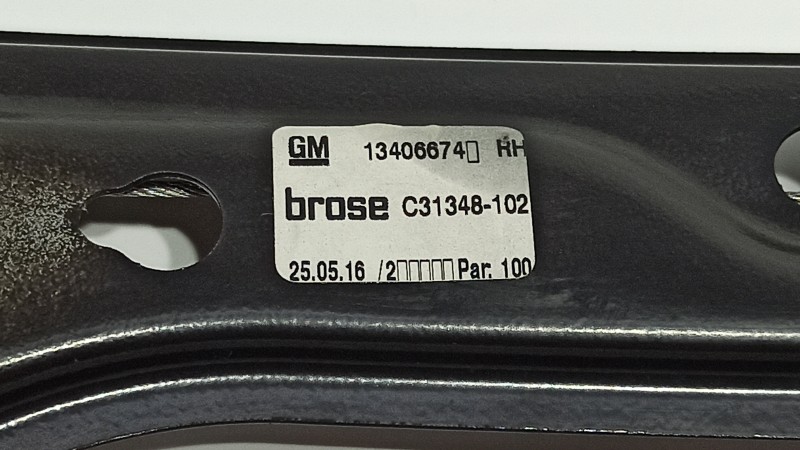 GM 13406674▯ RH
brose C31348-102
25.05.16 /2▯▯▯▯▯Par. 100